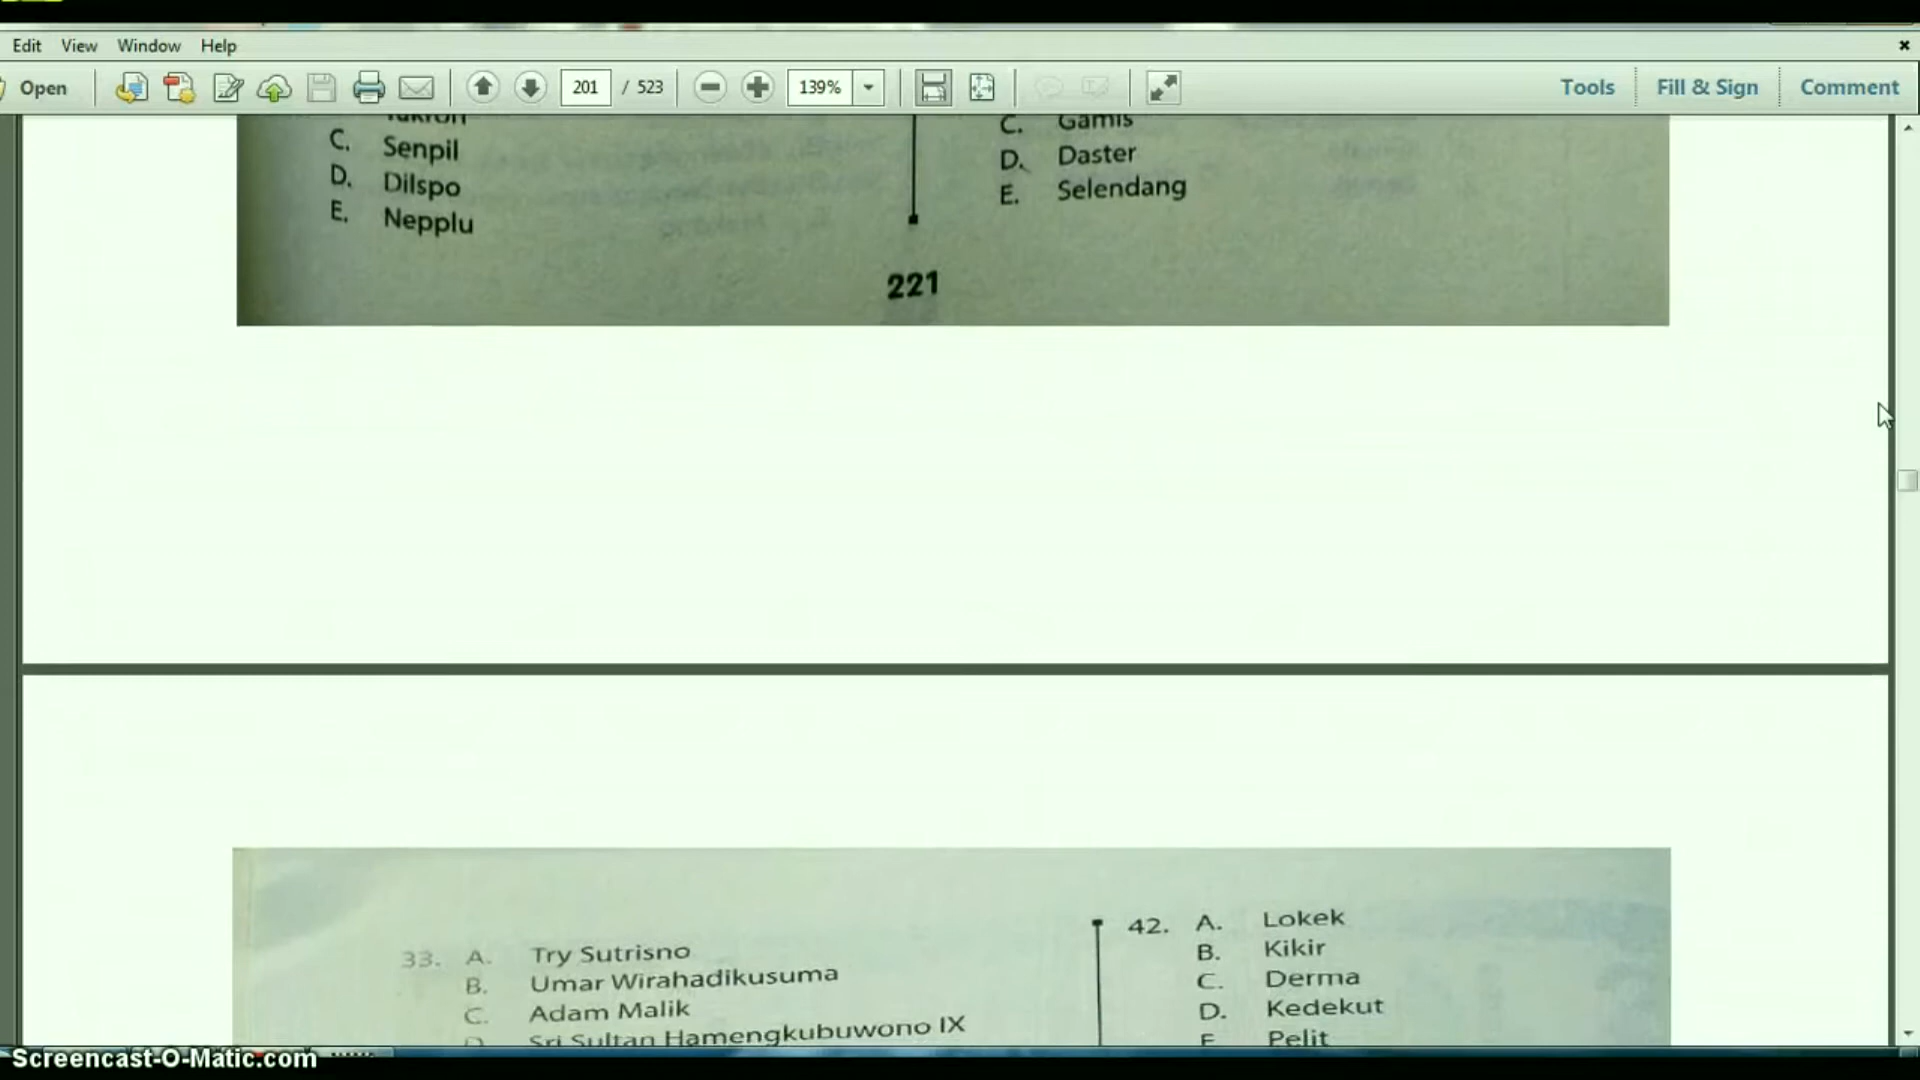 Edit View Window Help
Open 201 / 523 139% Tools Fill & Sign Comment
C. Senpil
D. Dilspo
E. Nepplu
C. Gamis
D. Daster
E. Selendang
221
33. A. Try Sutrisno
B. Umar Wirahadikusuma
C. Adam Malik
D. Sri Sultan Hamengkubuwono IX
42. A. Lokek
B. Kikir
C. Derma
D. Kedekut
E Pelit
Screencast-O-Matic.com